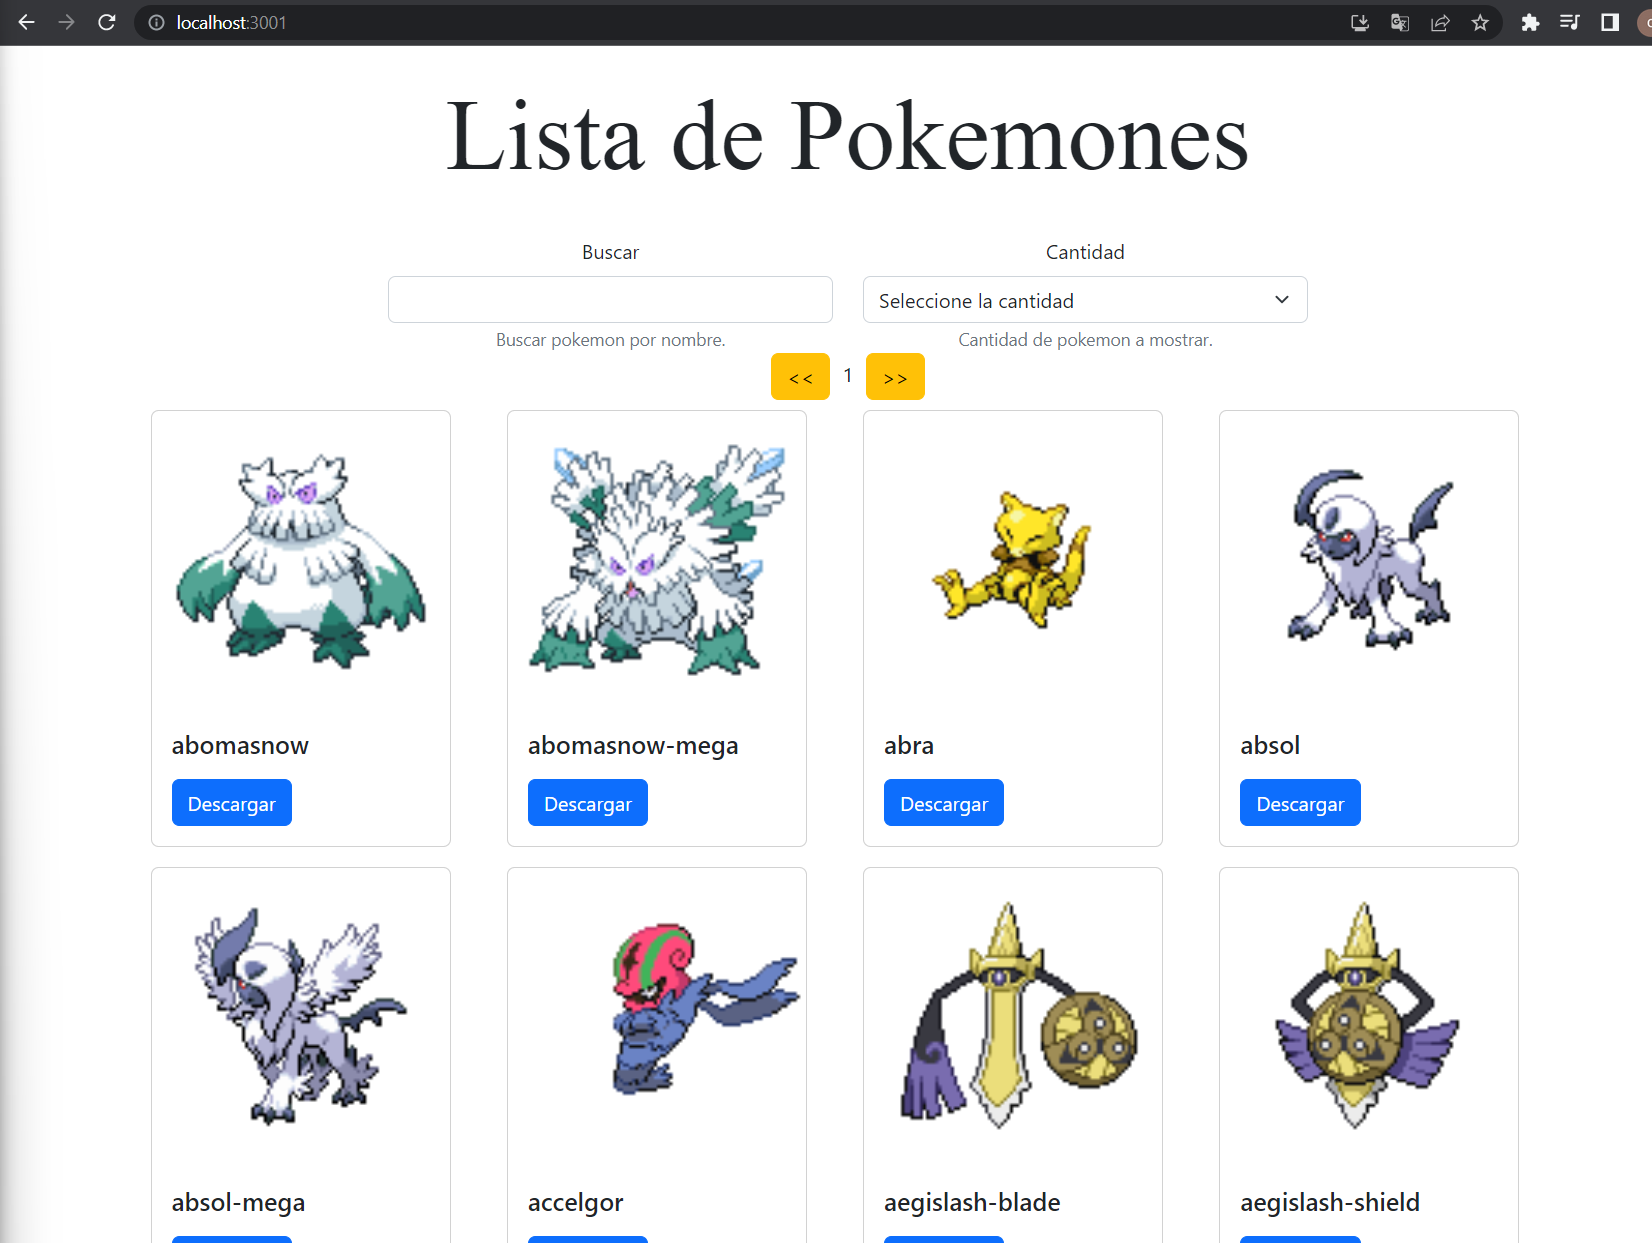 localhost:3001
Lista de Pokemones
Buscar
Cantidad
Seleccione la cantidad
Buscar pokemon por nombre.
Cantidad de pokemon a mostrar.
<< 1 >>
abomasnow
abomasnow-mega
abra
absol
Descargar
Descargar
Descargar
Descargar
absol-mega
accelgor
aegislash-blade
aegislash-shield